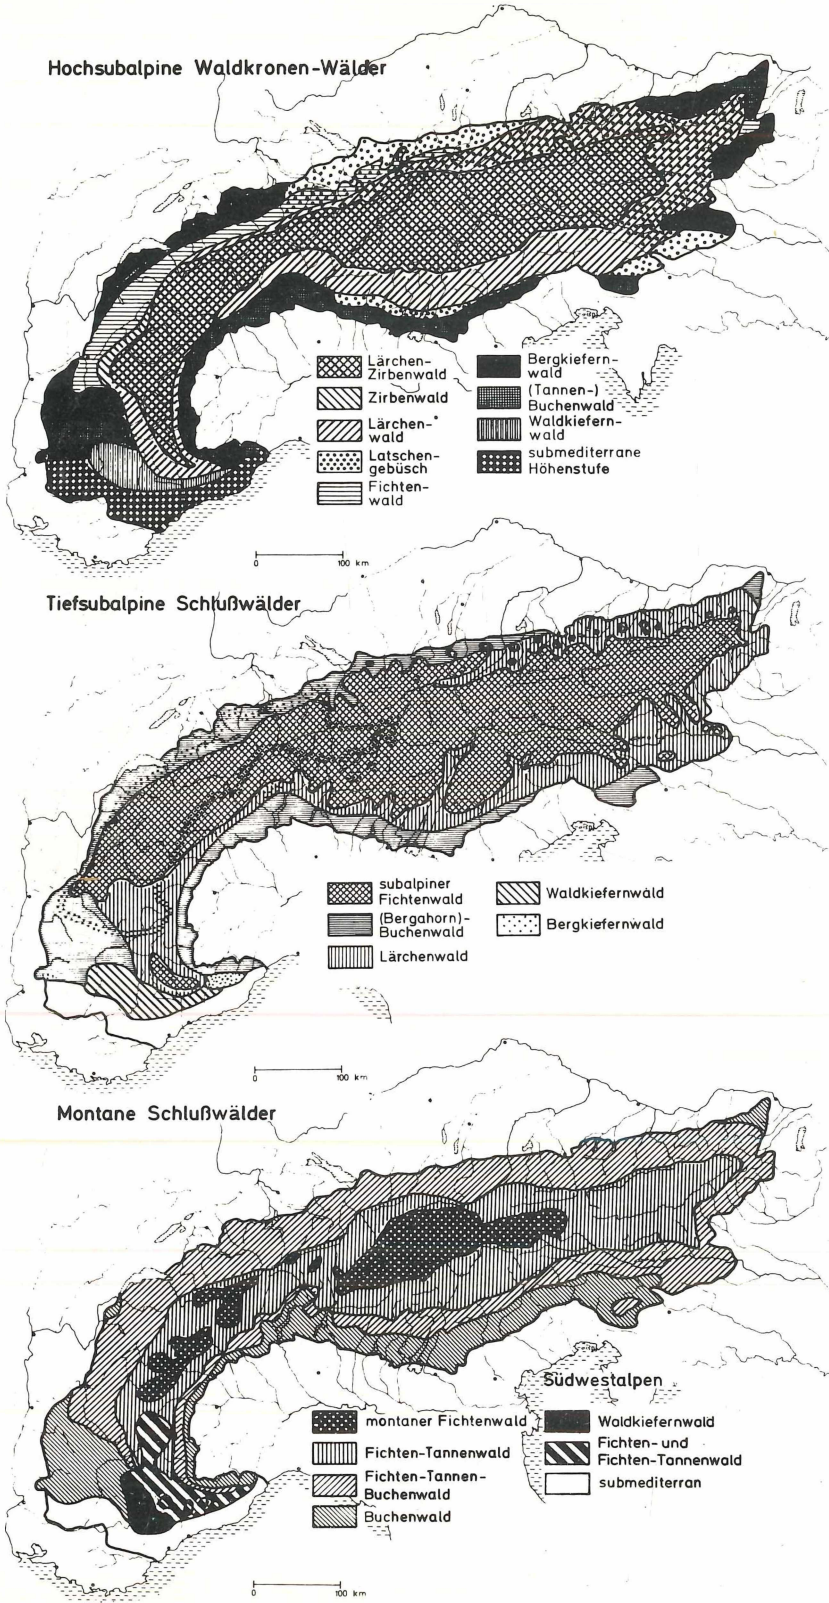 Hochsubalpine Waldkronen-Wälder
Lärchen-
Zirbenwald
Zirbenwald
Lärchen-
wald
Latschen-
gebüsch
Fichten-
wald
Bergkiefern-
wald
(Tannen-)
Buchenwald
Waldkiefern-
wald
submediterrane
Höhenstufe
0 100 km
Tiefsubalpine Schlußwälder
subalpiner
Fichtenwald
(Bergahorn)-
Buchenwald
Lärchenwald
Waldkiefernwald
Bergkiefernwald
0 100 km
Montane Schlußwälder
montaner Fichtenwald
Fichten-Tannenwald
Fichten-Tannen-
Buchenwald
Buchenwald
Südwestalpen
Waldkiefernwald
Fichten- und
Fichten-Tannenwald
submediterran
0 100 km